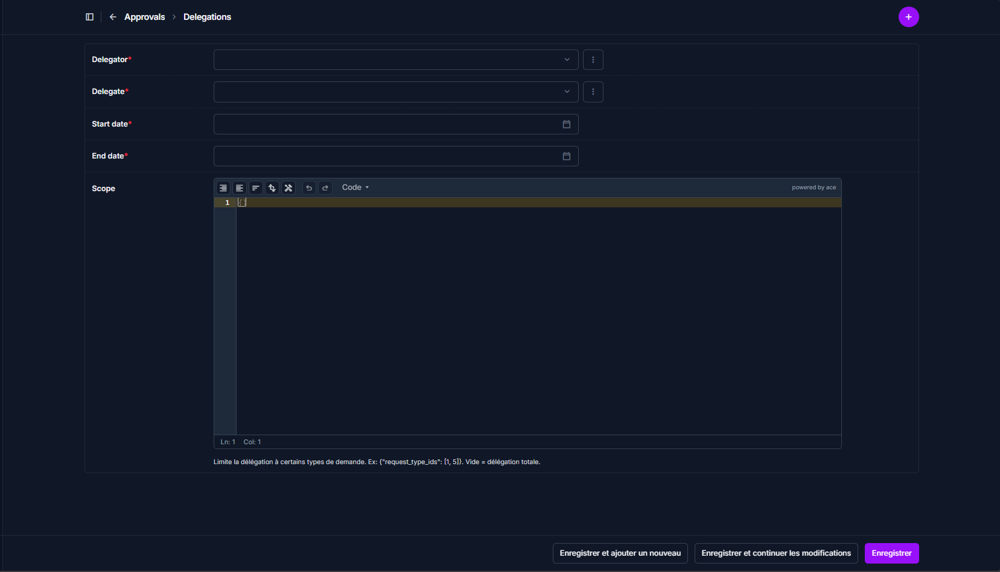 Approvals > Delegations
+
Delegator*
Delegate*
Start date*
End date*
Scope
Code
powered by ace
1
{}
Ln: 1 Col: 1
Limite la délégation à certains types de demande. Ex: {"request_type_ids": [1, 5]}. Vide = délégation totale.
Enregistrer et ajouter un nouveau
Enregistrer et continuer les modifications
Enregistrer